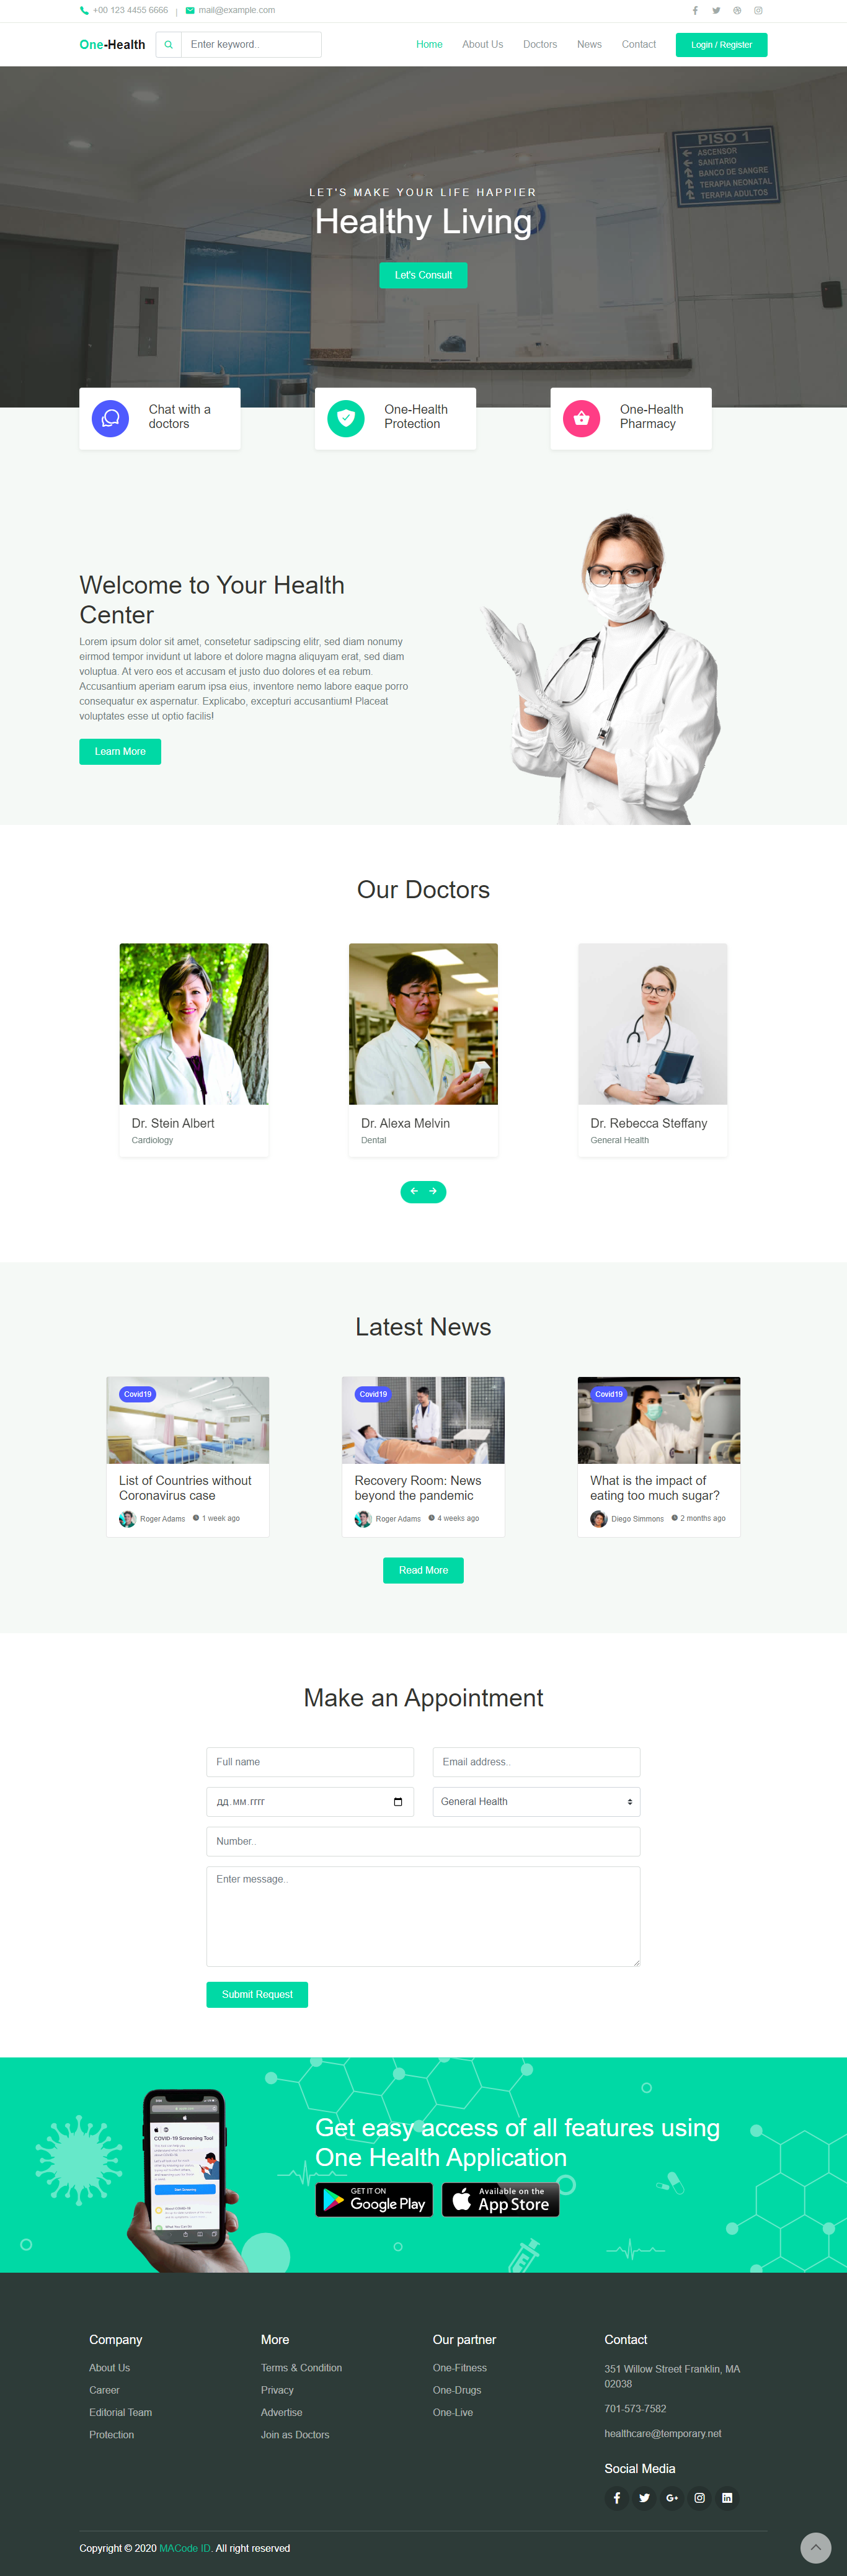 +00 123 4455 6666 | mail@example.com
One-Health
Enter keyword..
Home
About Us
Doctors
News
Contact
Login / Register
PISO 1
ASCENSOR
SANITARIO
BANCO DE SANGRE
TERAPIA NEONATAL
TERAPIA ADULTOS
LET'S MAKE YOUR LIFE HAPPIER
Healthy Living
Let's Consult
Chat with a
doctors
One-Health
Protection
One-Health
Pharmacy
Welcome to Your Health
Center
Lorem ipsum dolor sit amet, consetetur sadipscing elitr, sed diam nonumy
eirmod tempor invidunt ut labore et dolore magna aliquyam erat, sed diam
voluptua. At vero eos et accusam et justo duo dolores et ea rebum.
Accusantium aperiam earum ipsa eius, inventore nemo labore eaque porro
consequatur ex aspernatur. Explicabo, excepturi accusantium! Placeat
voluptates esse ut optio facilis!
Learn More
Our Doctors
Dr. Stein Albert
Cardiology
Dr. Alexa Melvin
Dental
Dr. Rebecca Steffany
General Health
Latest News
Covid19
List of Countries without
Coronavirus case
Roger Adams
1 week ago
Covid19
Recovery Room: News
beyond the pandemic
Roger Adams
4 weeks ago
Covid19
What is the impact of
eating too much sugar?
Diego Simmons
2 months ago
Read More
Make an Appointment
Full name
Email address..
дд.мм.гггг
General Health
Number..
Enter message..
Submit Request
COVID-19 Screening Tool
Get easy access of all features using
One Health Application
GET IT ON
Google Play
Available on the
App Store
Company
About Us
Career
Editorial Team
Protection
More
Terms & Condition
Privacy
Advertise
Join as Doctors
Our partner
One-Fitness
One-Drugs
One-Live
Contact
351 Willow Street Franklin, MA
02038
701-573-7582
healthcare@temporary.net
Social Media
Copyright © 2020 MACode ID. All right reserved